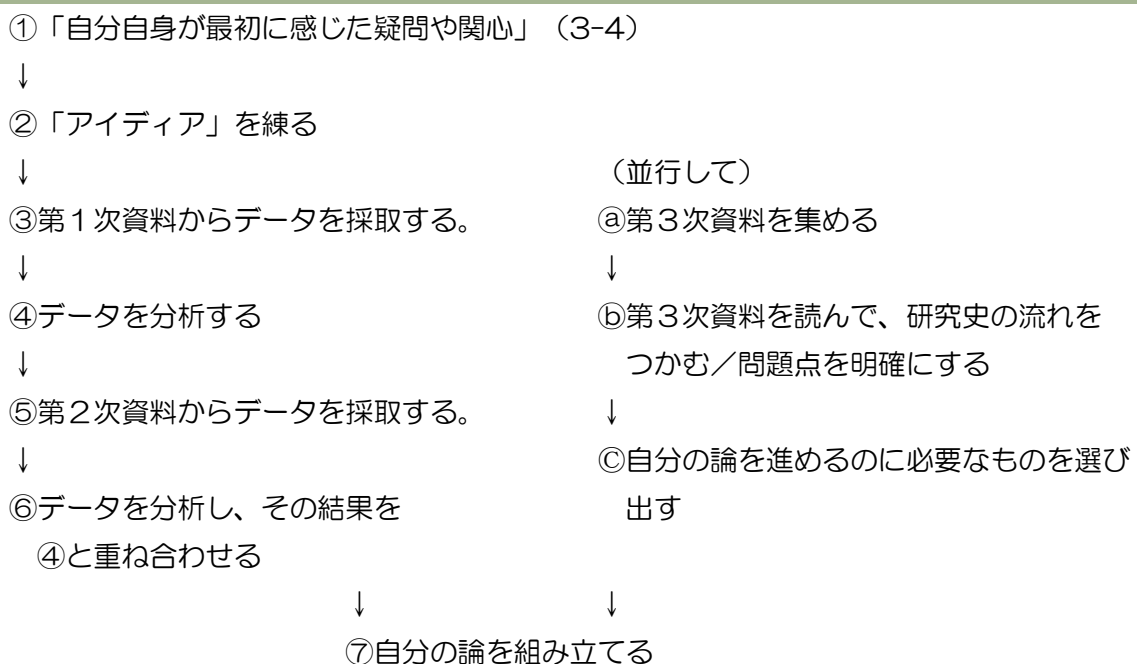 ①「自分自身が最初に感じた疑問や関心」（3-4）
↓
②「アイディア」を練る
↓ （並行して）
③第１次資料からデータを採取する。 ⓐ第３次資料を集める
↓ ↓
④データを分析する ⓑ第３次資料を読んで、研究史の流れを
↓ つかむ／問題点を明確にする
⑤第２次資料からデータを採取する。 ↓
↓ Ⓒ自分の論を進めるのに必要なものを選び
⑥データを分析し、その結果を 出す
④と重ね合わせる
↓ ↓
⑦自分の論を組み立てる